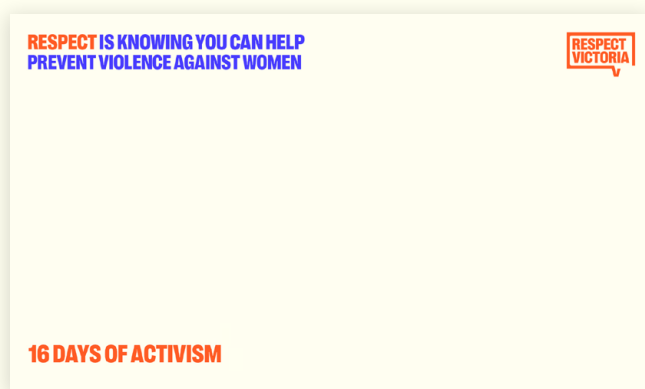 RESPECT IS KNOWING YOU CAN HELP
PREVENT VIOLENCE AGAINST WOMEN
RESPECT
VICTORIA
16 DAYS OF ACTIVISM